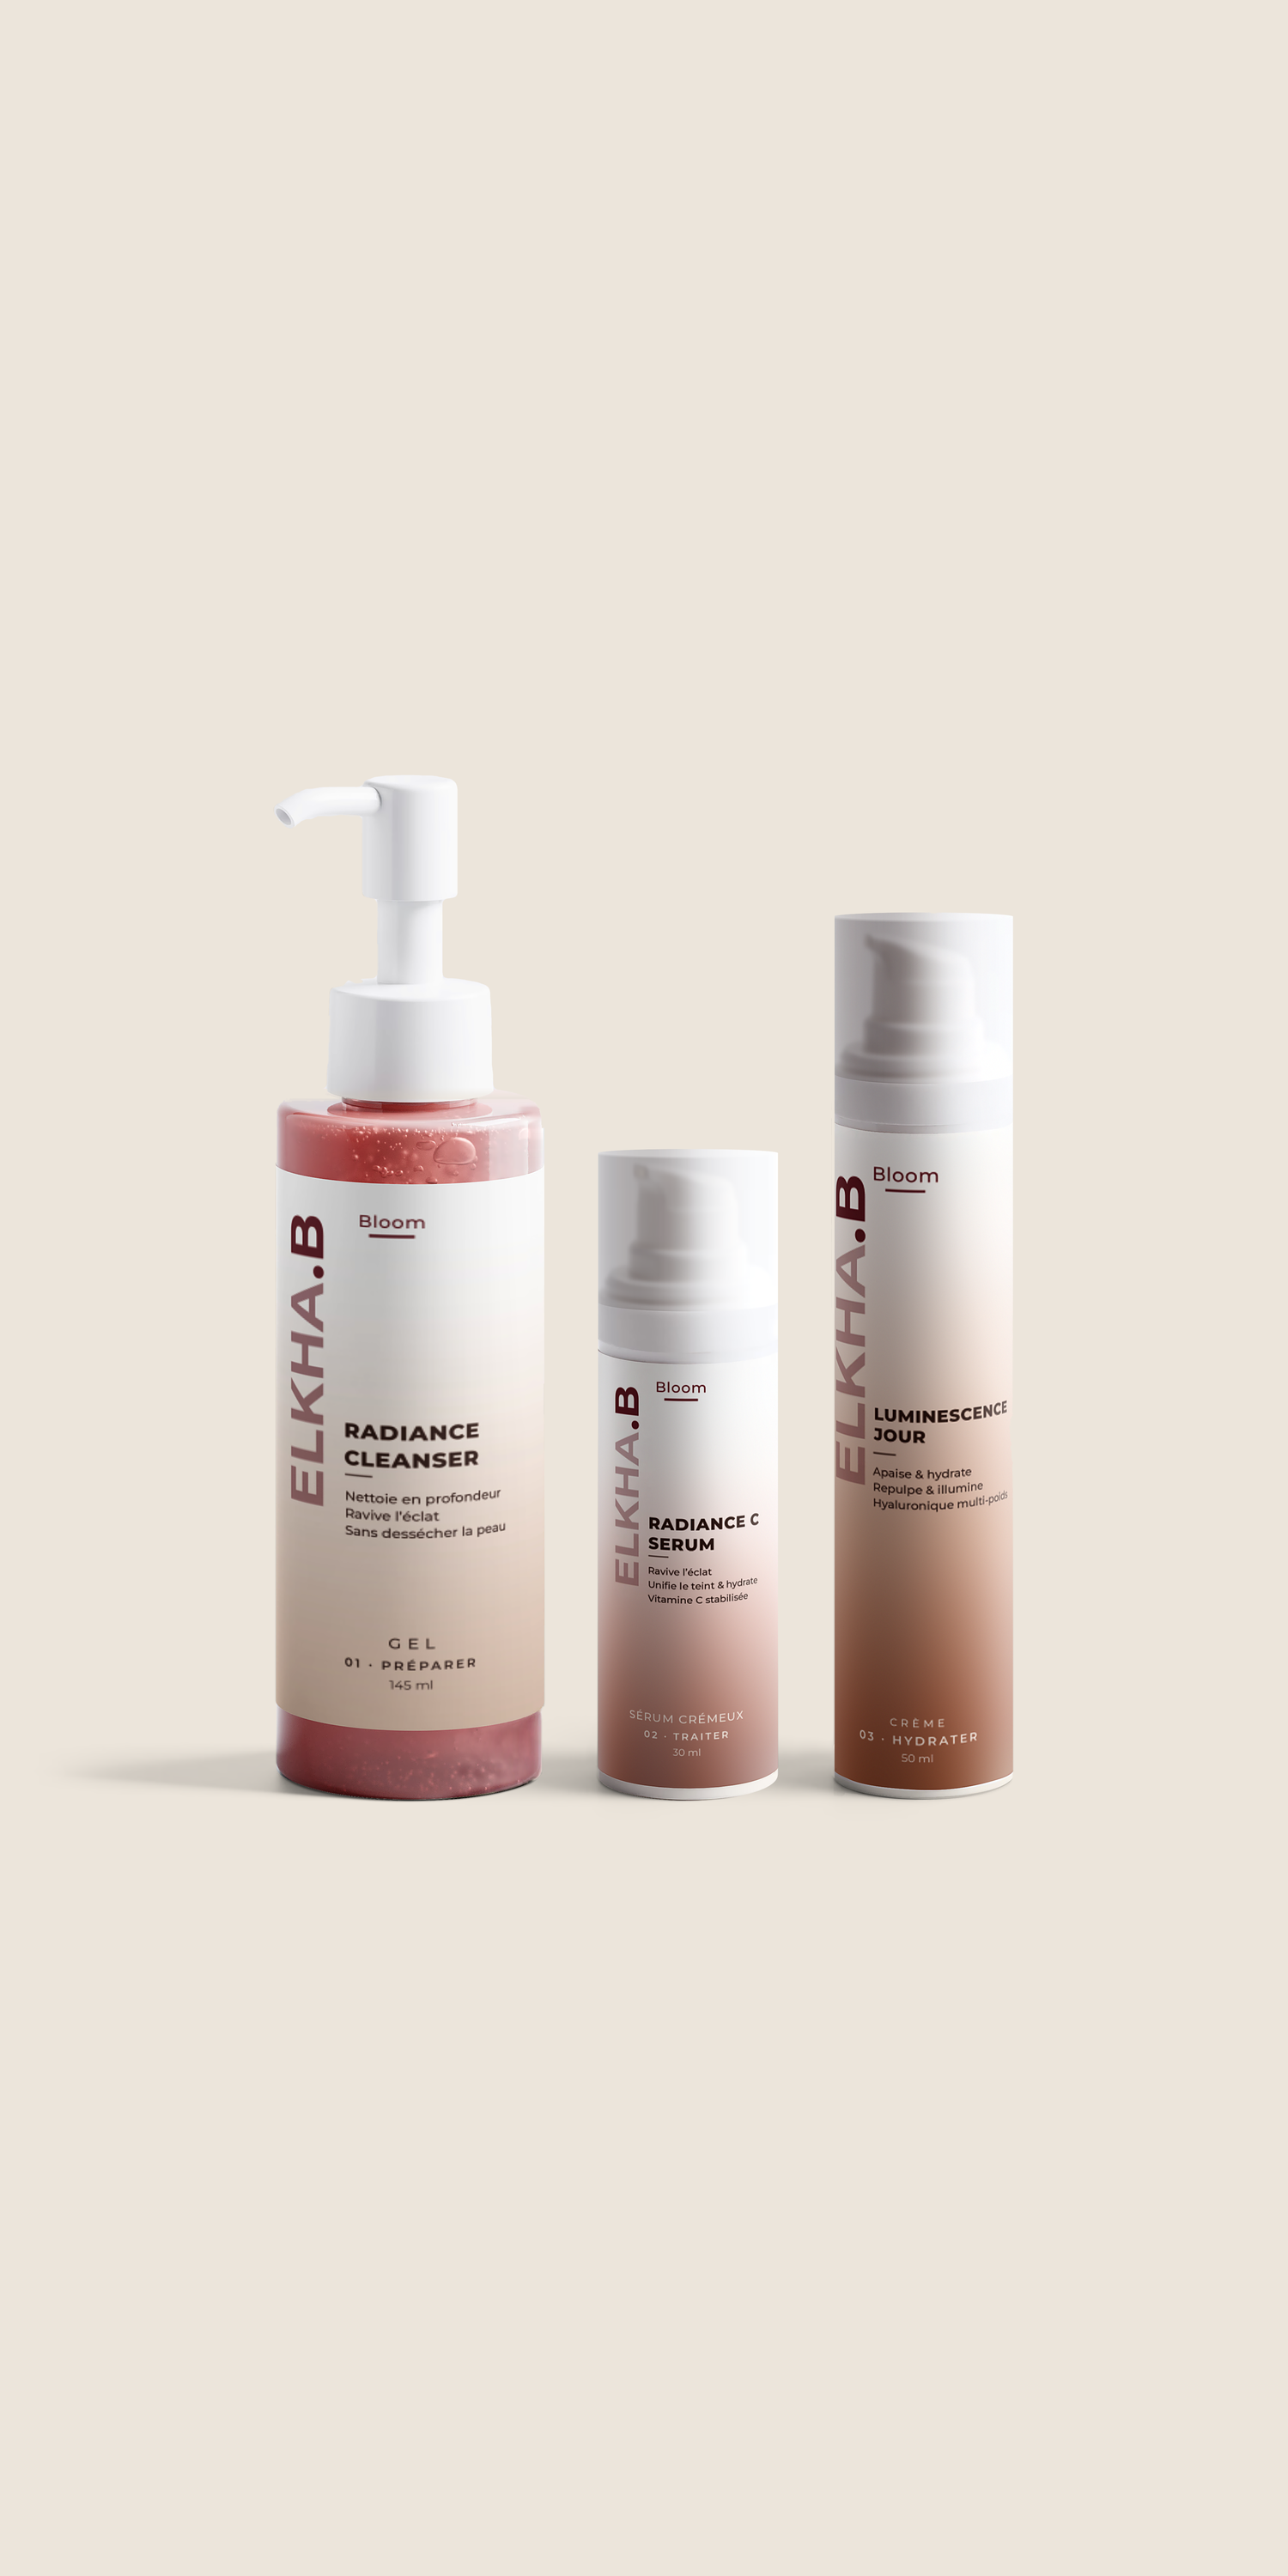 ELKHA.B
Bloom
RADIANCE
CLEANSER
Nettoie en profondeur
Ravive l'éclat
Sans dessécher la peau
GEL
01 · PRÉPARER
145 ml
ELKHA.B
Bloom
RADIANCE C
SERUM
Ravive l'éclat
Unifie le teint & hydrate
Vitamine C stabilisée
SÉRUM CRÉMEUX
02 · TRAITER
30 ml
ELKHA.B
Bloom
LUMINESCENCE
JOUR
Apaise & hydrate
Repulpe & illumine
Hyaluronique multi-poids
CRÈME
03 · HYDRATER
50 ml